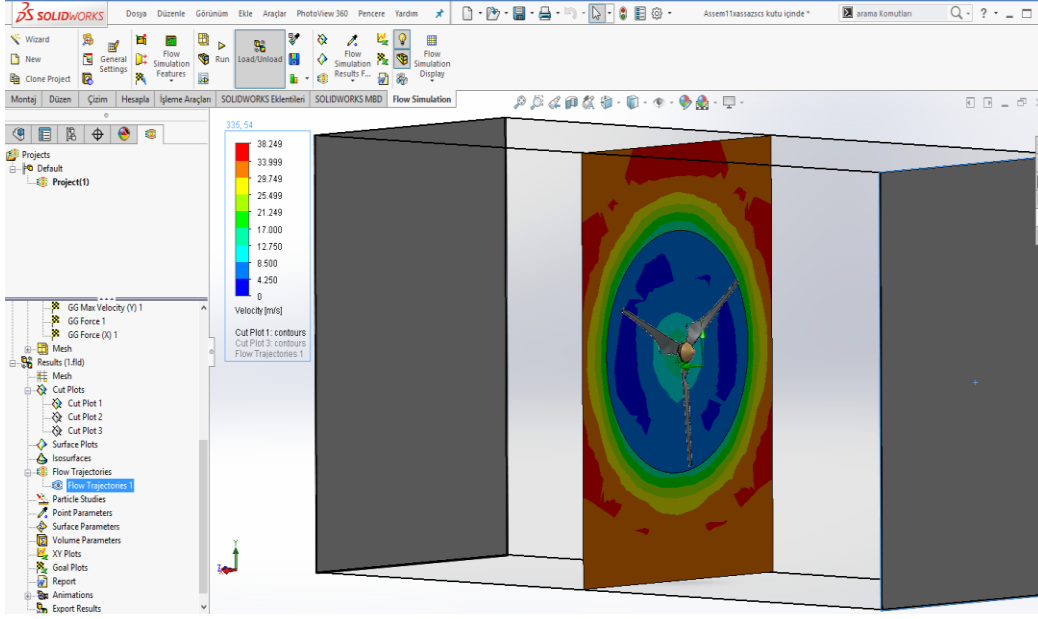 SOLIDWORKS Dosya Düzenle Görünüm Ekle Araçlar PhotoView 360 Pencere Yardım Assem11xassazscs kutu içinde * arama Komutları
Wizard
New
Clone Project
General Settings
Flow Simulation Features
Run
Load/Unload
Flow Simulation Results F...
Flow Simulation Display
Montaj Düzen Çizim Hesapla İşleme Araçları SOLIDWORKS Eklentileri SOLIDWORKS MBD Flow Simulation
Projects
Default
Project(1)
GG Max Velocity (Y) 1
GG Force 1
GG Force (X) 1
Mesh
Results (1.fld)
Mesh
Cut Plots
Cut Plot 1
Cut Plot 2
Cut Plot 3
Surface Plots
Isosurfaces
Flow Trajectories
Flow Trajectories 1
Particle Studies
Point Parameters
Surface Parameters
Volume Parameters
XY Plots
Goal Plots
Report
Animations
Export Results
335, 54
38.249
33.999
29.749
25.499
21.249
17.000
12.750
8.500
4.250
0
Velocity [m/s]
Cut Plot 1: contours
Cut Plot 3: contours
Flow Trajectories 1
Y
Z